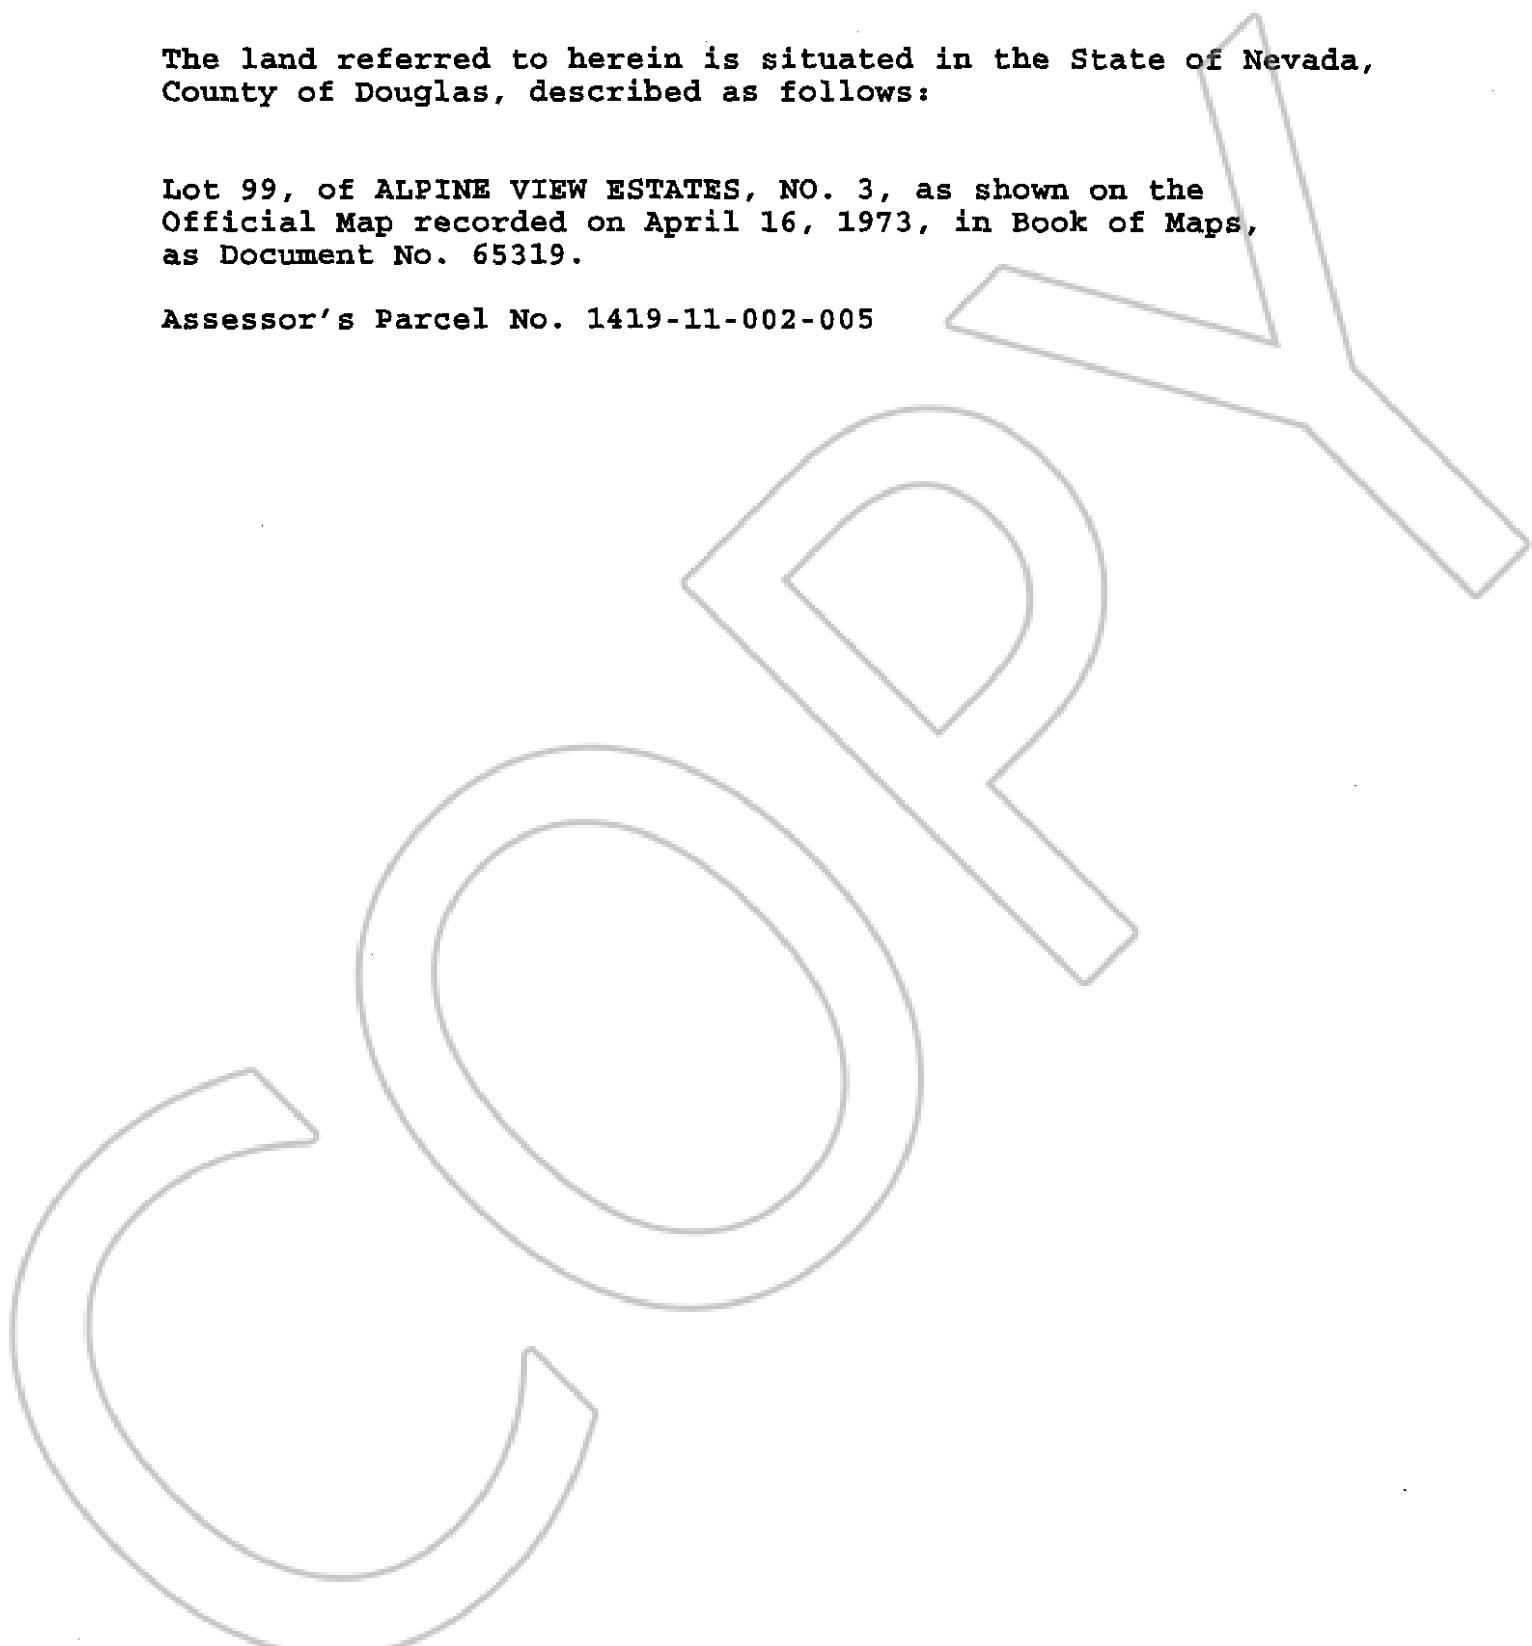 The land referred to herein is situated in the State of Nevada,
County of Douglas, described as follows:
Lot 99, of ALPINE VIEW ESTATES, NO. 3, as shown on the
Official Map recorded on April 16, 1973, in Book of Maps,
as Document No. 65319.
Assessor's Parcel No. 1419-11-002-005
COPY